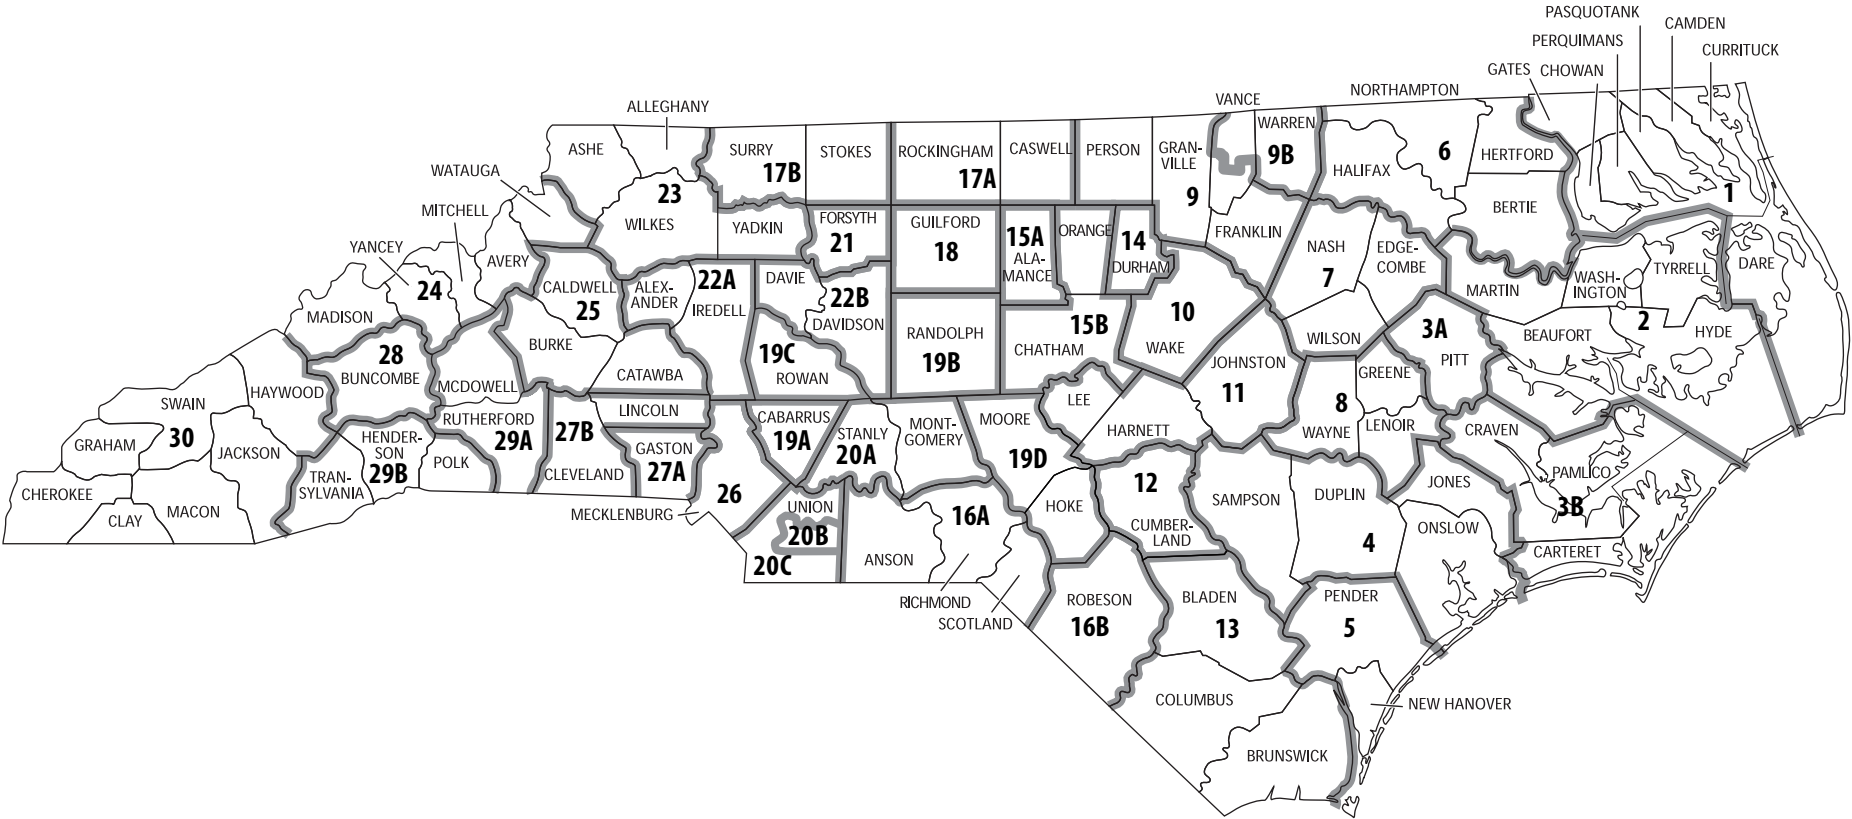 PASQUOTANK
CAMDEN
PERQUIMANS
CURRITUCK
GATES
CHOWAN
NORTHAMPTON
VANCE
ALLEGHANY
WARREN
ASHE
SURRY
STOKES
ROCKINGHAM
CASWELL
PERSON
GRAN-
VILLE
9B
6
HERTFORD
WATAUGA
17B
17A
HALIFAX
23
9
1
MITCHELL
WILKES
YADKIN
FORSYTH
21
GUILFORD
18
15A
ALA-
MANCE
ORANGE
14
DURHAM
FRANKLIN
BERTIE
YANCEY
24
AVERY
NASH
7
EDGE-
COMBE
DARE
TYRRELL
WASH-
INGTON
MARTIN
CALDWELL
25
ALEX-
ANDER
22A
IREDELL
DAVIE
22B
DAVIDSON
MADISON
10
WAKE
15B
CHATHAM
RANDOLPH
19B
WILSON
3A
PITT
BEAUFORT
2
HYDE
28
BUNCOMBE
BURKE
CATAWBA
19C
ROWAN
JOHNSTON
11
GREENE
HAYWOOD
MCDOWELL
SWAIN
30
RUTHERFORD
29A
27B
LINCOLN
CABARRUS
19A
STANLY
20A
MONT-
GOMERY
MOORE
19D
LEE
HARNETT
8
WAYNE
LENOIR
CRAVEN
GRAHAM
JACKSON
HENDER-
SON
29B
POLK
GASTON
27A
CLEVELAND
TRAN-
SYLVANIA
CHEROKEE
CLAY
MACON
26
MECKLENBURG
UNION
20B
20C
ANSON
16A
HOKE
12
CUMBER-
LAND
SAMPSON
DUPLIN
4
JONES
PAMLICO
3B
ONSLOW
CARTERET
RICHMOND
SCOTLAND
ROBESON
16B
BLADEN
13
PENDER
5
COLUMBUS
NEW HANOVER
BRUNSWICK